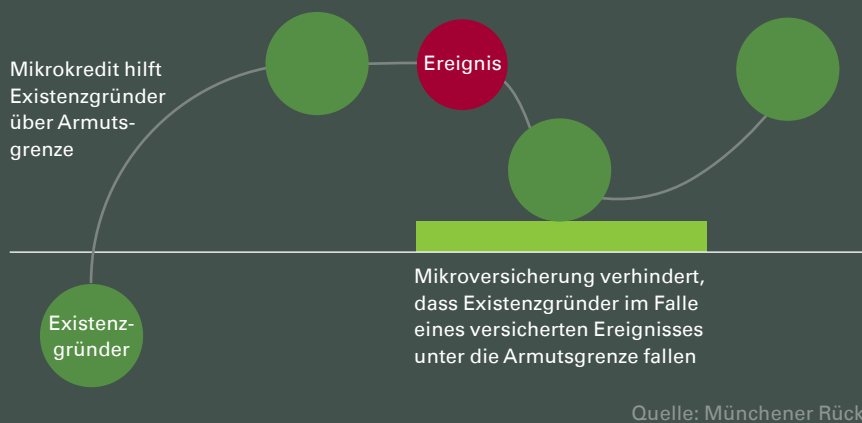 Mikrokredit hilft
Existenzgründer
über Armuts-
grenze
Ereignis
Existenz-
gründer
Mikroversicherung verhindert,
dass Existenzgründer im Falle
eines versicherten Ereignisses
unter die Armutsgrenze fallen
Quelle: Münchener Rück